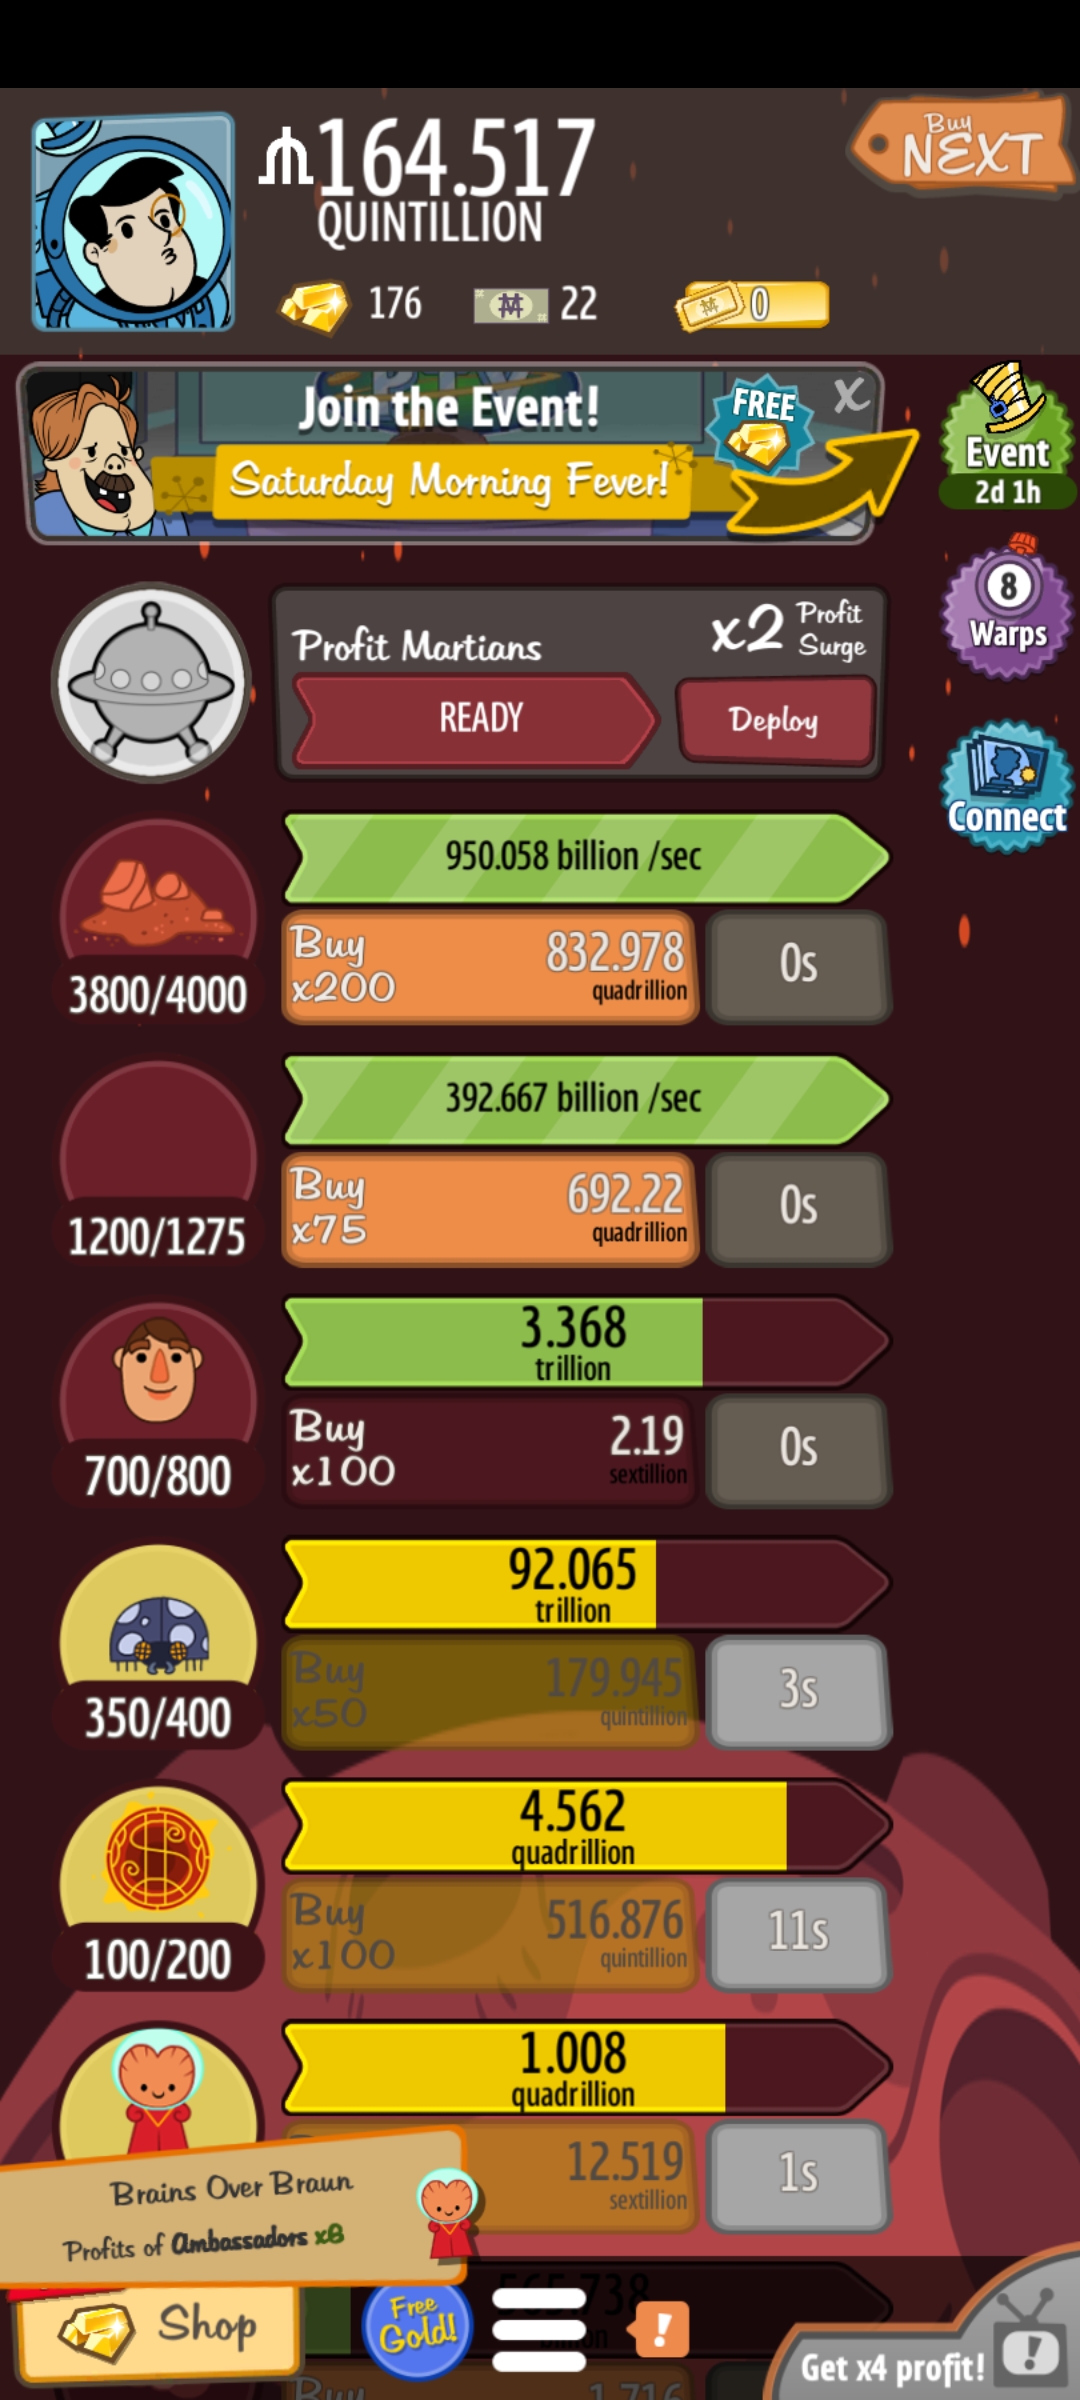 164.517
QUINTILLION
Buy
NEXT
176
22
0
Join the Event!
FREE
X
Saturday Morning Fever!
Event
2d 1h
8
Warps
Connect
Profit Martians
x2 Profit Surge
READY
Deploy
950.058 billion /sec
Buy x200
832.978 quadrillion
0s
3800/4000
392.667 billion /sec
Buy x75
692.22 quadrillion
0s
1200/1275
3.368
trillion
Buy x100
2.19 sextillion
0s
700/800
92.065
trillion
Buy x50
179.945 quintillion
3s
350/400
4.562
quadrillion
Buy x100
516.876 quintillion
11s
100/200
1.008
quadrillion
12.519
sextillion
1s
Brains Over Braun
Profits of Ambassadors x8
Shop
Free Gold!
!
Get x4 profit!
!
Buy
1.716